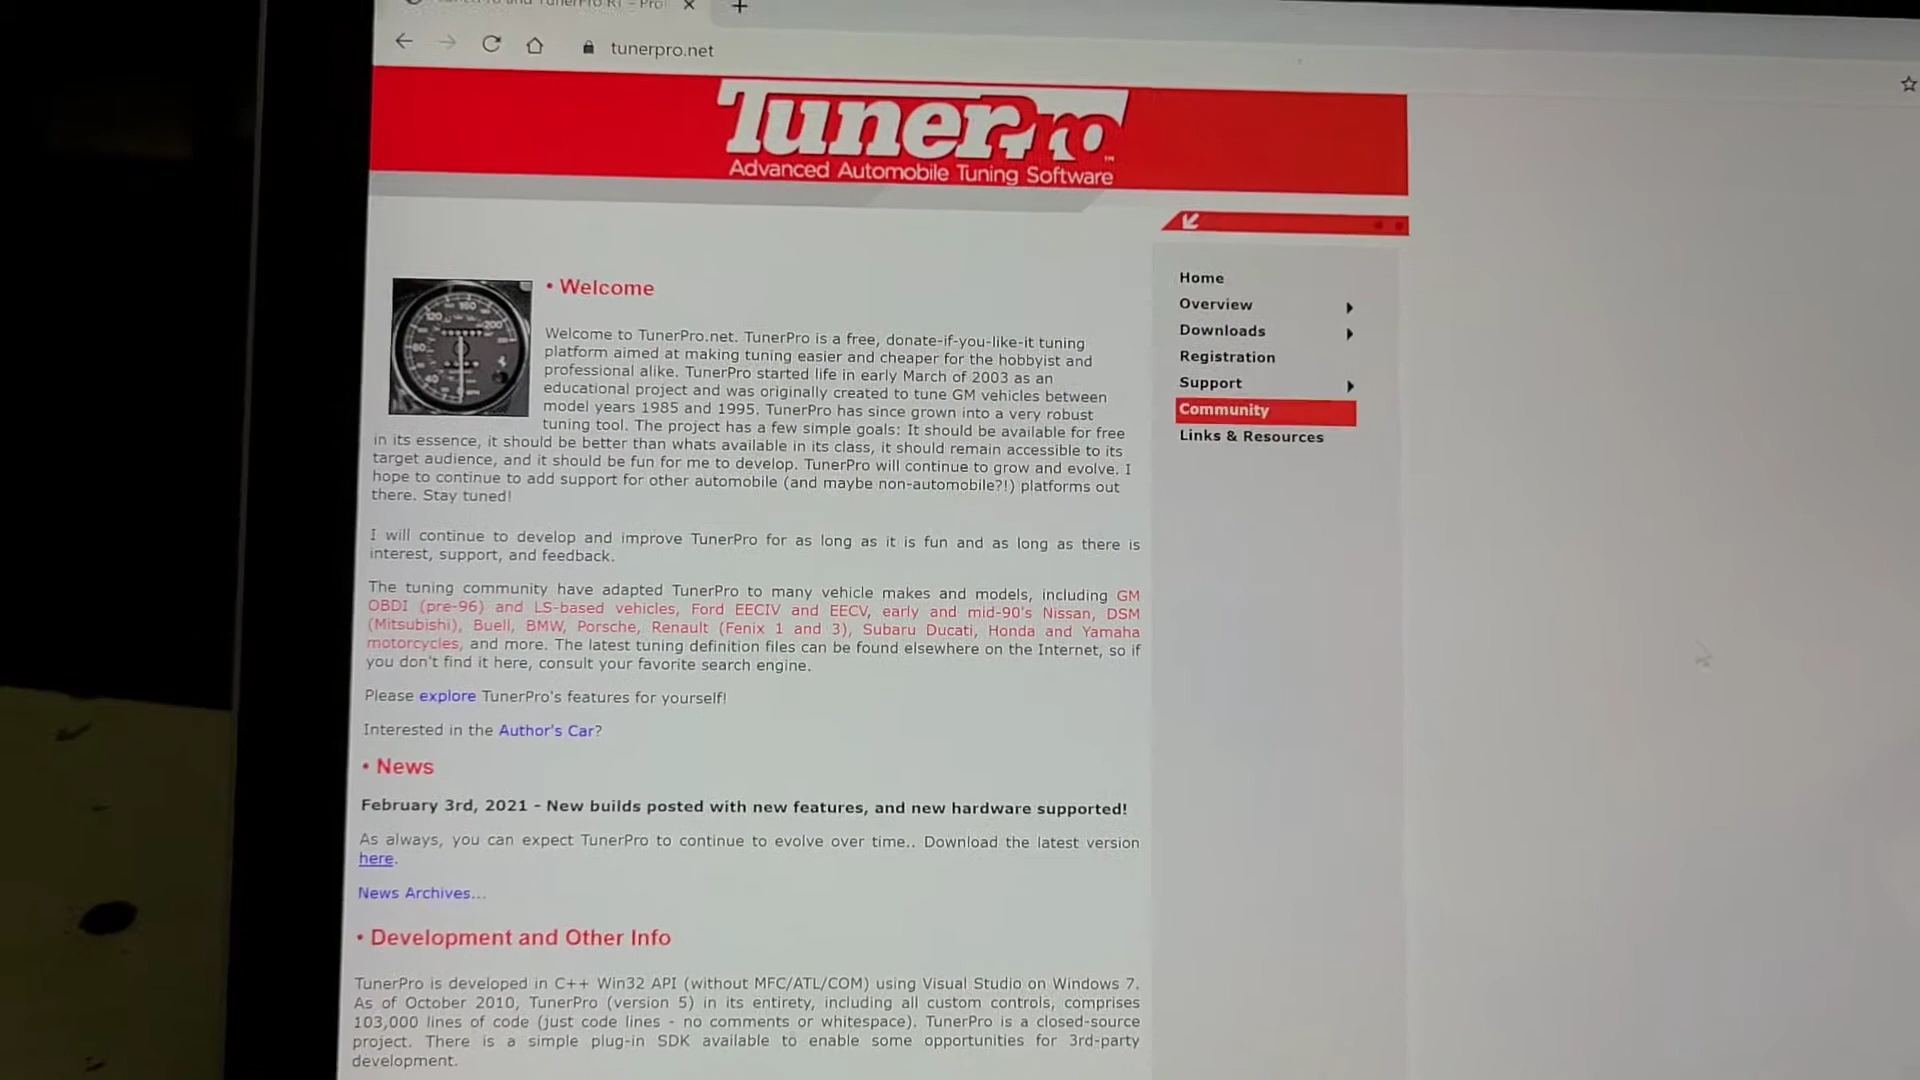 TunerPro RT - Pro
tunerpro.net
TunerPro
Advanced Automobile Tuning Software
Home
Overview
Downloads
Registration
Support
Community
Links & Resources
• Welcome
Welcome to TunerPro.net. TunerPro is a free, donate-if-you-like-it tuning
platform aimed at making tuning easier and cheaper for the hobbyist and
professional alike. TunerPro started life in early March of 2003 as an
educational project and was originally created to tune GM vehicles between
model years 1985 and 1995. TunerPro has since grown into a very robust
tuning tool. The project has a few simple goals: It should be available for free
in its essence, it should be better than whats available in its class, it should remain accessible to its
target audience, and it should be fun for me to develop. TunerPro will continue to grow and evolve. I
hope to continue to add support for other automobile (and maybe non-automobile?!) platforms out
there. Stay tuned!
I will continue to develop and improve TunerPro for as long as it is fun and as long as there is
interest, support, and feedback.
The tuning community have adapted TunerPro to many vehicle makes and models, including GM
OBDI (pre-96) and LS-based vehicles, Ford EECIV and EECV, early and mid-90's Nissan, DSM
(Mitsubishi), Buell, BMW, Porsche, Renault (Fenix 1 and 3), Subaru Ducati, Honda and Yamaha
motorcycles, and more. The latest tuning definition files can be found elsewhere on the Internet, so if
you don't find it here, consult your favorite search engine.
Please explore TunerPro's features for yourself!
Interested in the Author's Car?
• News
February 3rd, 2021 - New builds posted with new features, and new hardware supported!
As always, you can expect TunerPro to continue to evolve over time.. Download the latest version
here.
News Archives...
• Development and Other Info
TunerPro is developed in C++ Win32 API (without MFC/ATL/COM) using Visual Studio on Windows 7.
As of October 2010, TunerPro (version 5) in its entirety, including all custom controls, comprises
103,000 lines of code (just code lines - no comments or whitespace). TunerPro is a closed-source
project. There is a simple plug-in SDK available to enable some opportunities for 3rd-party
development.